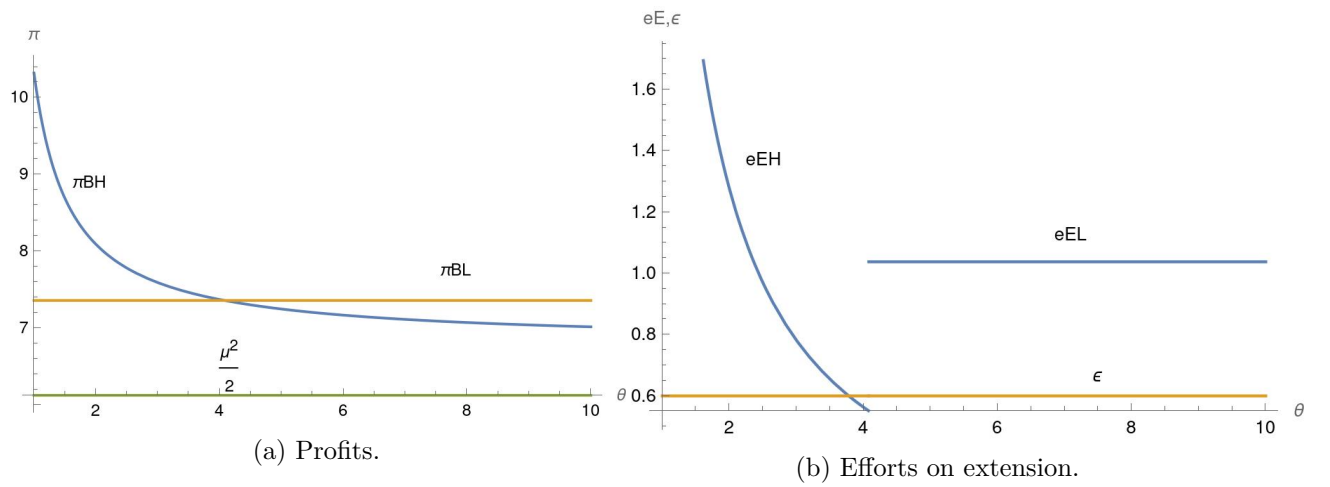 π
10
9
8
7
πBH
πBL
μ²
2
2 4 6 8 10 θ
(a) Profits.
eE,ϵ
1.6
1.4
1.2
1.0
0.8
0.6
eEH
eEL
ϵ
2 4 6 8 10 θ
(b) Efforts on extension.